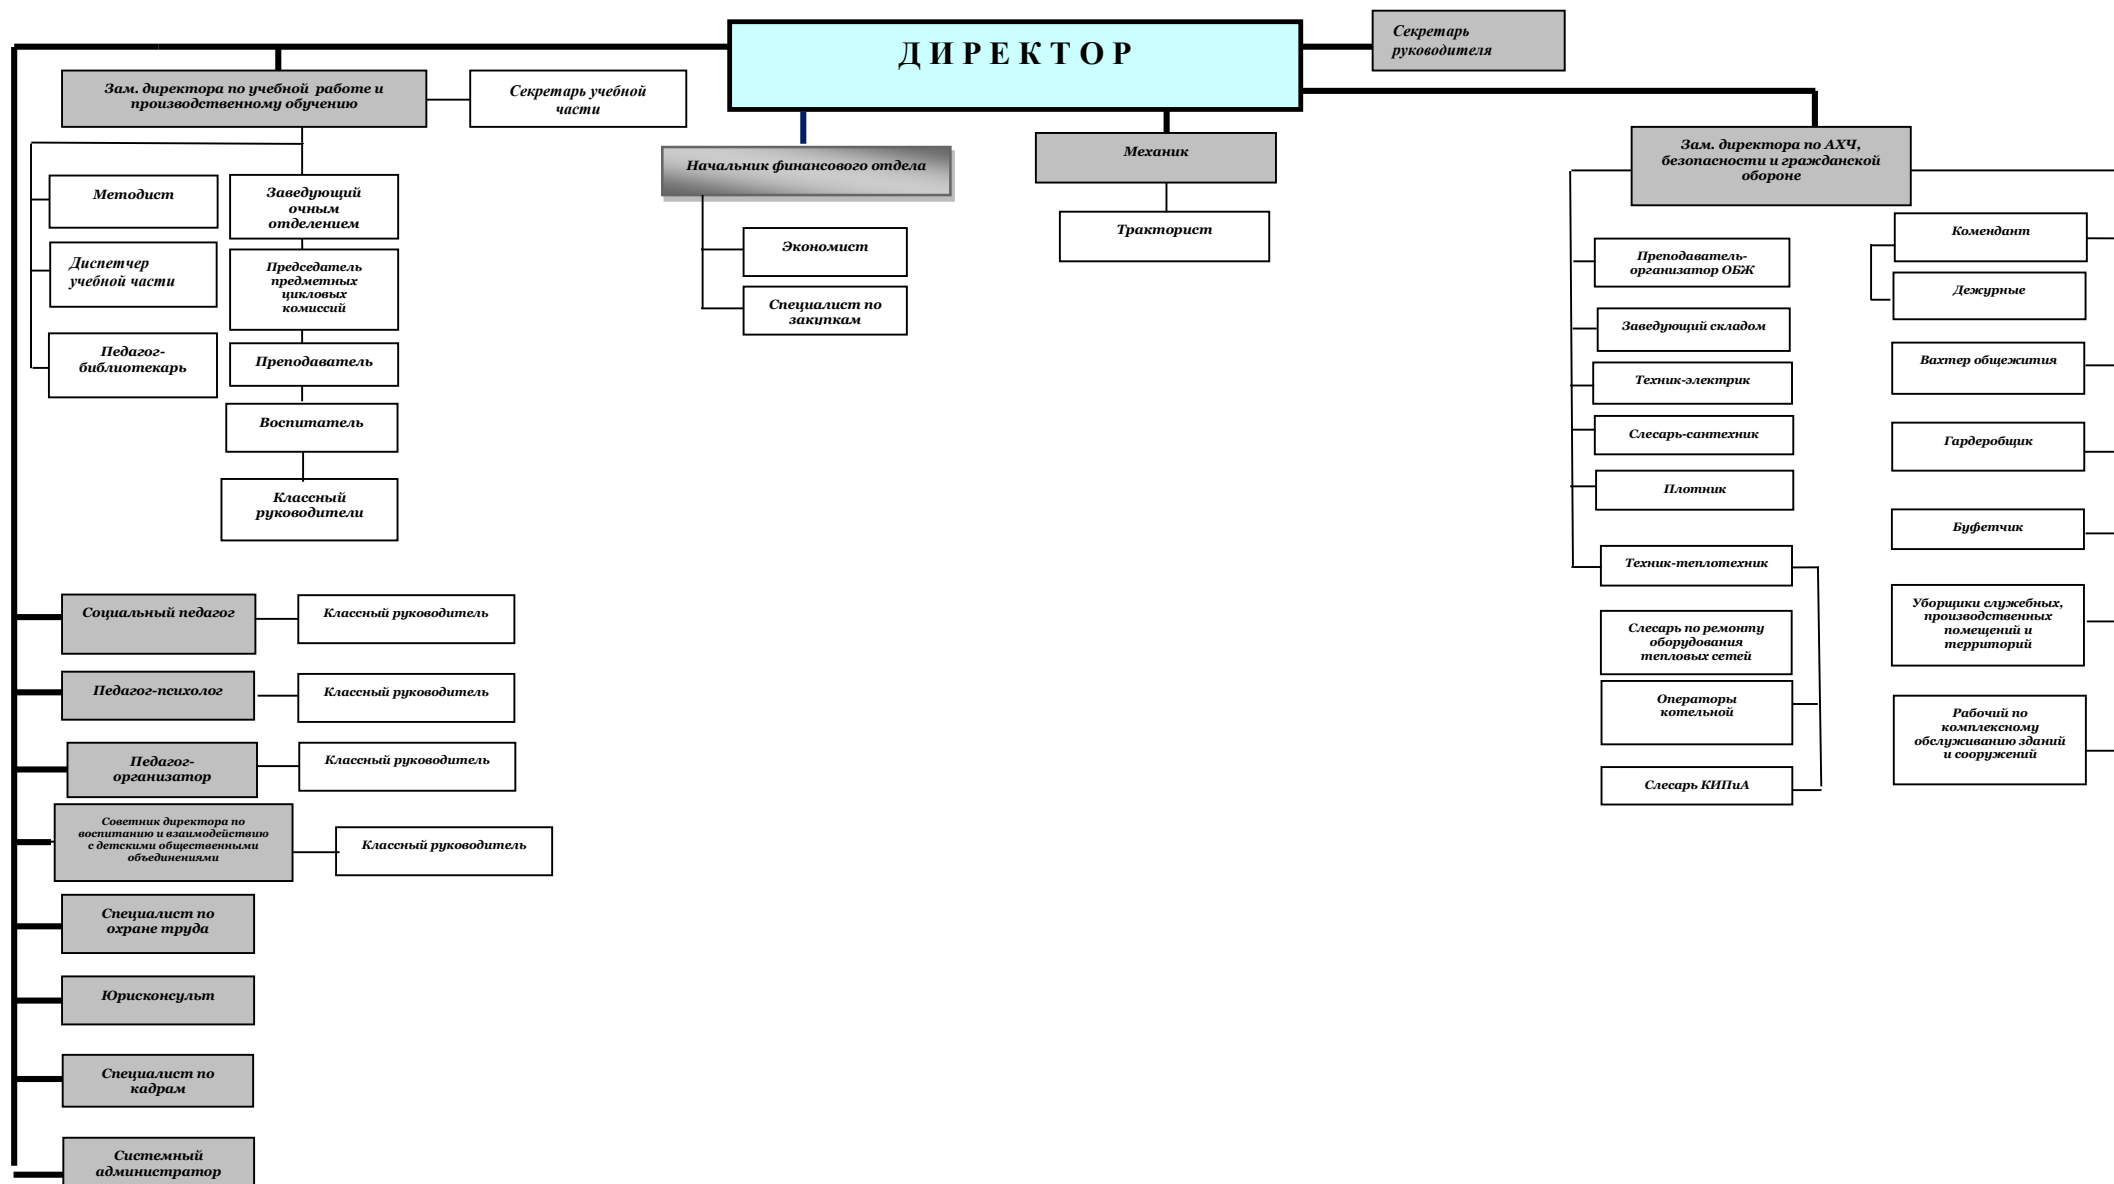 Д И Р Е К Т О Р
Секретарь
руководителя
Зам. директора по учебной работе и
производственному обучению
Секретарь учебной
части
Методист
Диспетчер
учебной части
Педагог-
библиотекарь
Заведующий
очным
отделением
Председатель
предметных
цикловых
комиссий
Преподаватель
Воспитатель
Классный
руководители
Начальник финансового отдела
Экономист
Специалист по
закупкам
Механик
Тракторист
Зам. директора по АХЧ,
безопасности и гражданской
обороне
Преподаватель-
организатор ОБЖ
Заведующий складом
Техник-электрик
Слесарь-сантехник
Плотник
Техник-теплотехник
Слесарь по ремонту
оборудования
тепловых сетей
Операторы
котельной
Слесарь КИПиА
Комендант
Дежурные
Вахтер общежития
Гардеробщик
Буфетчик
Уборщики служебных,
производственных
помещений и
территорий
Рабочий по
комплексному
обслуживанию зданий
и сооружений
Социальный педагог
Классный руководитель
Педагог-психолог
Классный руководитель
Педагог-
организатор
Классный руководитель
Советник директора по
воспитанию и взаимодействию
с детскими общественными
объединениями
Классный руководитель
Специалист по
охране труда
Юрисконсульт
Специалист по
кадрам
Системный
администратор